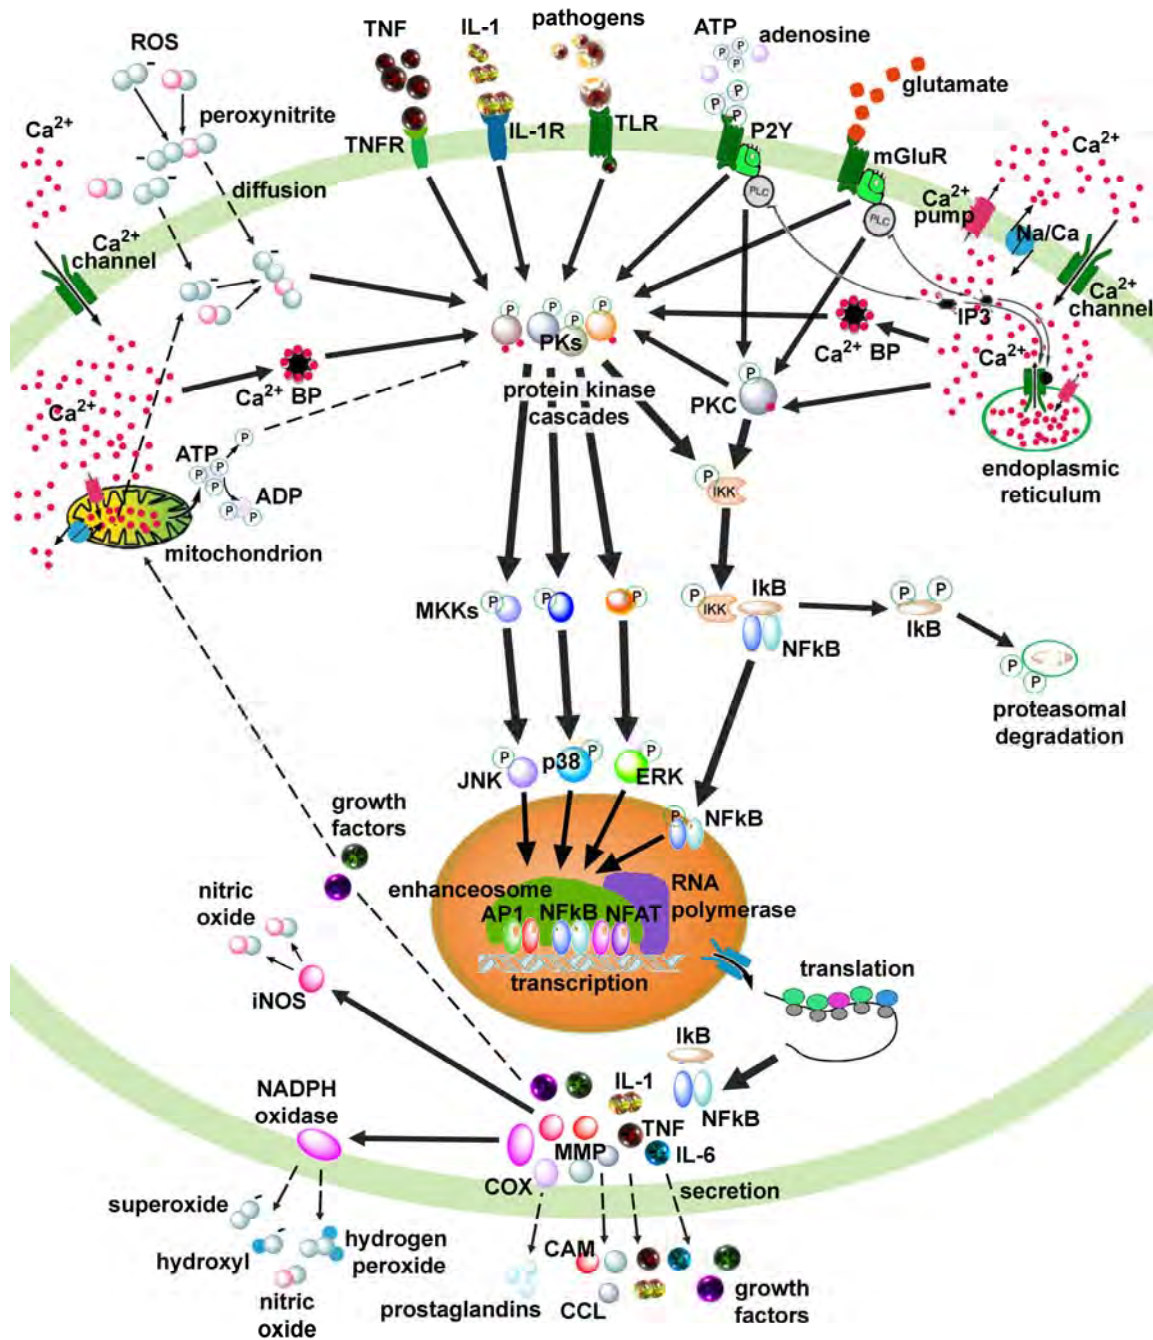 TNF
IL-1
pathogens
ATP
P
P
P
adenosine
ROS
glutamate
peroxynitrite
Ca2+
P
P
P
P
TNFR
IL-1R
TLR
P2Y
mGluR
Ca2+
diffusion
PLC
PLC
Ca2+
pump
Na/Ca
Ca2+
channel
Ca2+
channel
IP3
P
P
P
P
PKs
Ca2+ BP
Ca2+
protein kinase
cascades
P
PKC
Ca2+ BP
Ca2+
endoplasmic
reticulum
ATP
P
P
P
P
P
ADP
P
P
mitochondrion
P
IKK
MKKs
P
P
P
P
IKK
IkB
NFkB
P
P
IkB
P
P
proteasomal
degradation
P
JNK
p38
P
P
ERK
growth
factors
P
NFkB
nitric
oxide
enhanceosome
RNA
polymerase
AP1
NFkB
NFAT
transcription
translation
iNOS
IkB
NFkB
NADPH
oxidase
IL-1
TNF
MMP
IL-6
COX
secretion
superoxide
hydroxyl
hydrogen
peroxide
nitric
oxide
CAM
prostaglandins
CCL
growth
factors